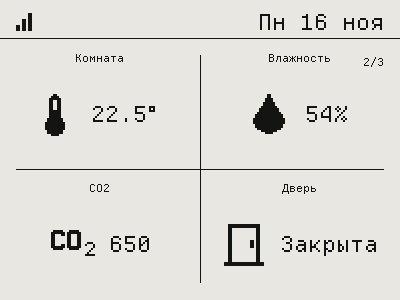 Пн 16 ноя
Комната
Влажность
2/3
22.5°
54%
CO2
Дверь
CO2 650
Закрыта